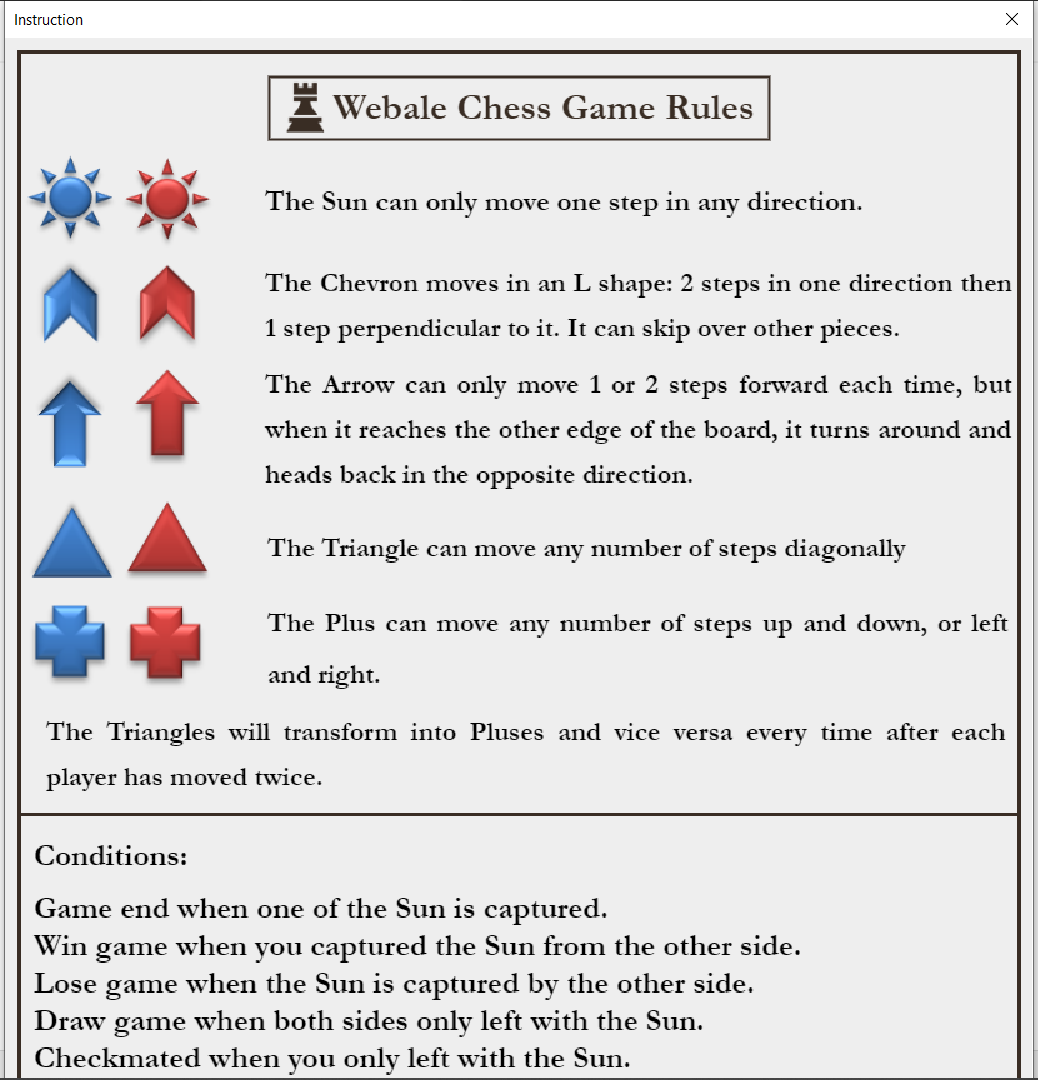 Instruction
Webale Chess Game Rules
The Sun can only move one step in any direction.
The Chevron moves in an L shape: 2 steps in one direction then
1 step perpendicular to it. It can skip over other pieces.
The Arrow can only move 1 or 2 steps forward each time, but
when it reaches the other edge of the board, it turns around and
heads back in the opposite direction.
The Triangle can move any number of steps diagonally
The Plus can move any number of steps up and down, or left
and right.
The Triangles will transform into Pluses and vice versa every time after each
player has moved twice.
Conditions:
Game end when one of the Sun is captured.
Win game when you captured the Sun from the other side.
Lose game when the Sun is captured by the other side.
Draw game when both sides only left with the Sun.
Checkmated when you only left with the Sun.